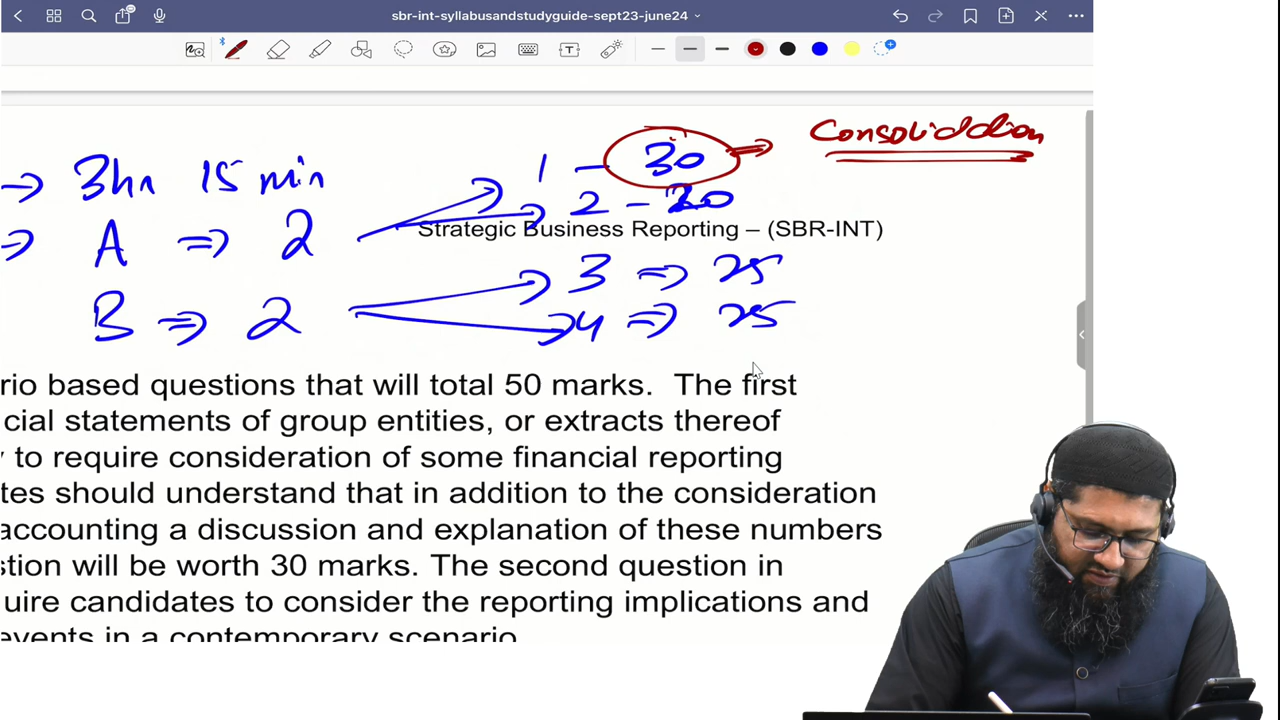 sbr-int-syllabusandstudyguide-sept23-june24
Consolidation
→ 3hr 15 min
1 - 30
2 - 20
→ A ⇒ 2
Strategic Business Reporting – (SBR-INT)
3 ⇒ 25
B ⇒ 2
4 ⇒ 25
rio based questions that will total 50 marks. The first
cial statements of group entities, or extracts thereof
y to require consideration of some financial reporting
tes should understand that in addition to the consideration
accounting a discussion and explanation of these numbers
stion will be worth 30 marks. The second question in
uire candidates to consider the reporting implications and
events in a contemporary scenario.